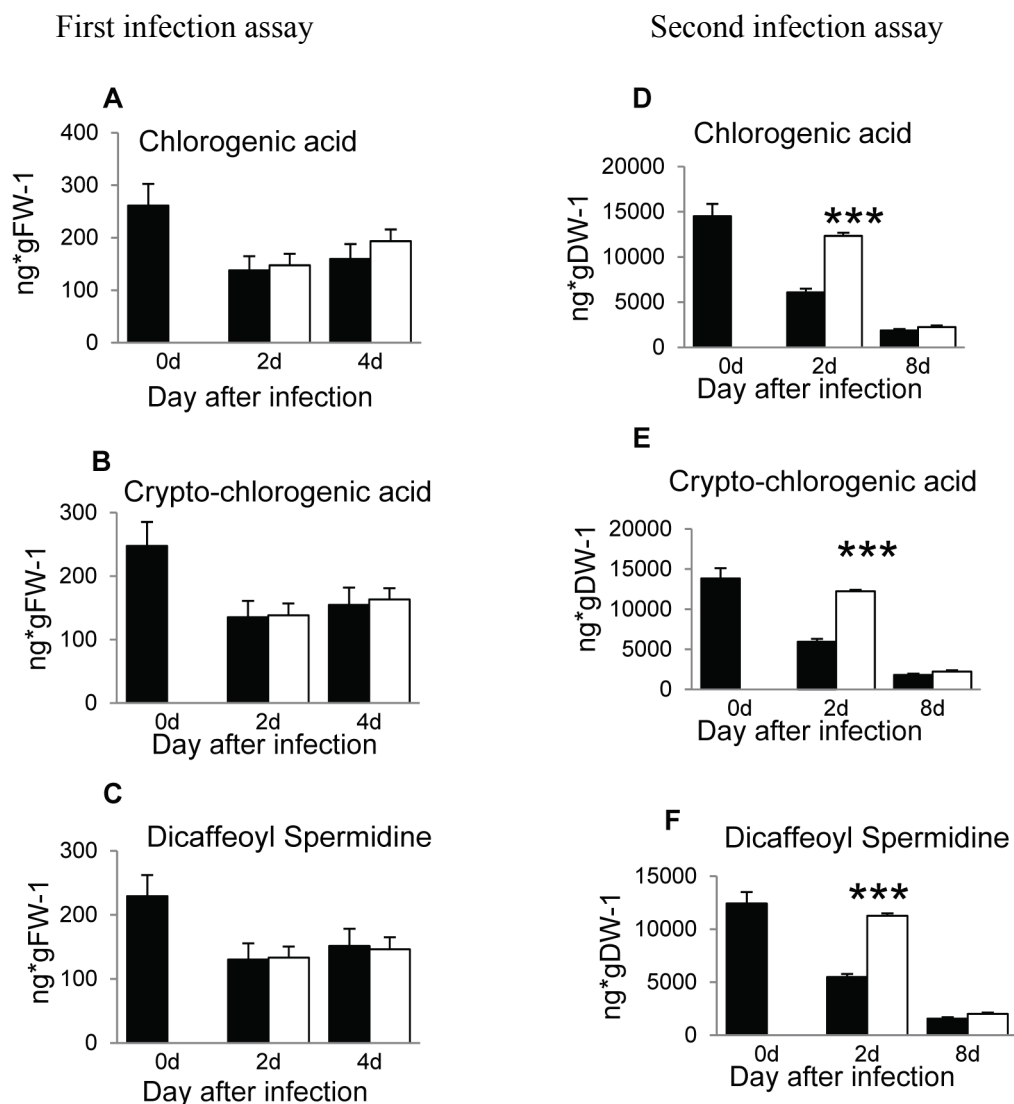 First infection assay
Second infection assay
A
Chlorogenic acid
ng*gFW-1
400
300
200
100
0
0d 2d 4d
Day after infection
B
Crypto-chlorogenic acid
ng*gFW-1
300
200
100
0
0d 2d 4d
Day after infection
C
Dicaffeoyl Spermidine
ng*gFW-1
300
200
100
0
0d 2d 4d
Day after infection
D
Chlorogenic acid
ng*gDW-1
20000
15000
10000
5000
0
***
0d 2d 8d
Day after infection
E
Crypto-chlorogenic acid
ng*gDW-1
20000
15000
10000
5000
0
***
0d 2d 8d
Day after infection
F
Dicaffeoyl Spermidine
ng*gDW-1
15000
10000
5000
0
***
0d 2d 8d
Day after infection